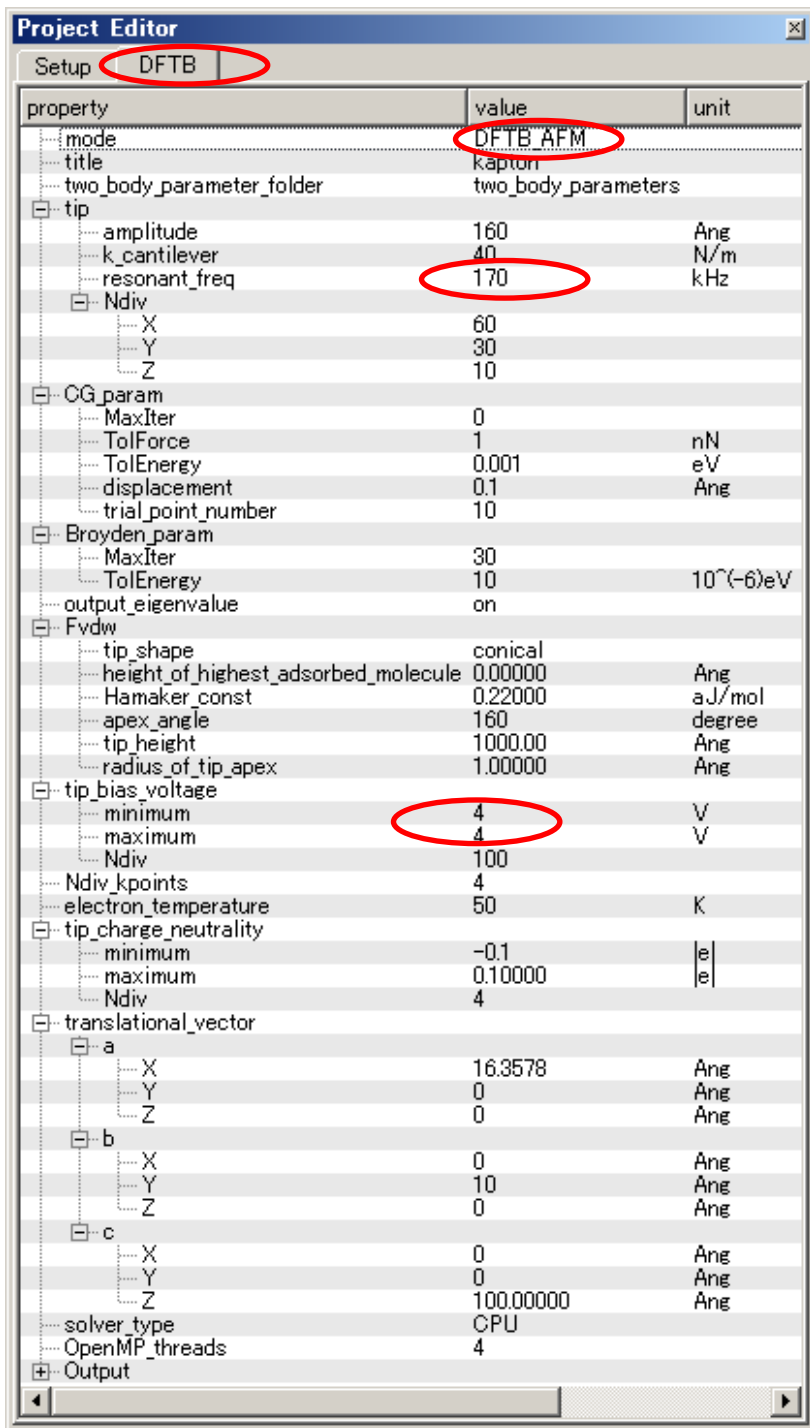 Project Editor
Setup DFTB
property value unit
mode DFTB_AFM
title kapton
two_body_parameter_folder two_body_parameters
tip
amplitude 160 Ang
k_cantilever 40 N/m
resonant_freq 170 kHz
Ndiv
X 60
Y 30
Z 10
CG_param
MaxIter 0
TolForce 1 nN
TolEnergy 0.001 eV
displacement 0.1 Ang
trial_point_number 10
Broyden_param
MaxIter 30
TolEnergy 10 10^(-6)eV
output_eigenvalue on
Fvdw
tip_shape conical
height_of_highest_adsorbed_molecule 0.00000 Ang
Hamaker_const 0.22000 aJ/mol
apex_angle 160 degree
tip_height 1000.00 Ang
radius_of_tip_apex 1.00000 Ang
tip_bias_voltage
minimum 4 V
maximum 4 V
Ndiv 100
Ndiv_kpoints 4
electron_temperature 50 K
tip_charge_neutrality
minimum -0.1 |e|
maximum 0.10000 |e|
Ndiv 4
translational_vector
a
X 16.3578 Ang
Y 0 Ang
Z 0 Ang
b
X 0 Ang
Y 10 Ang
Z 0 Ang
c
X 0 Ang
Y 0 Ang
Z 100.00000 Ang
solver_type CPU
OpenMP_threads 4
Output